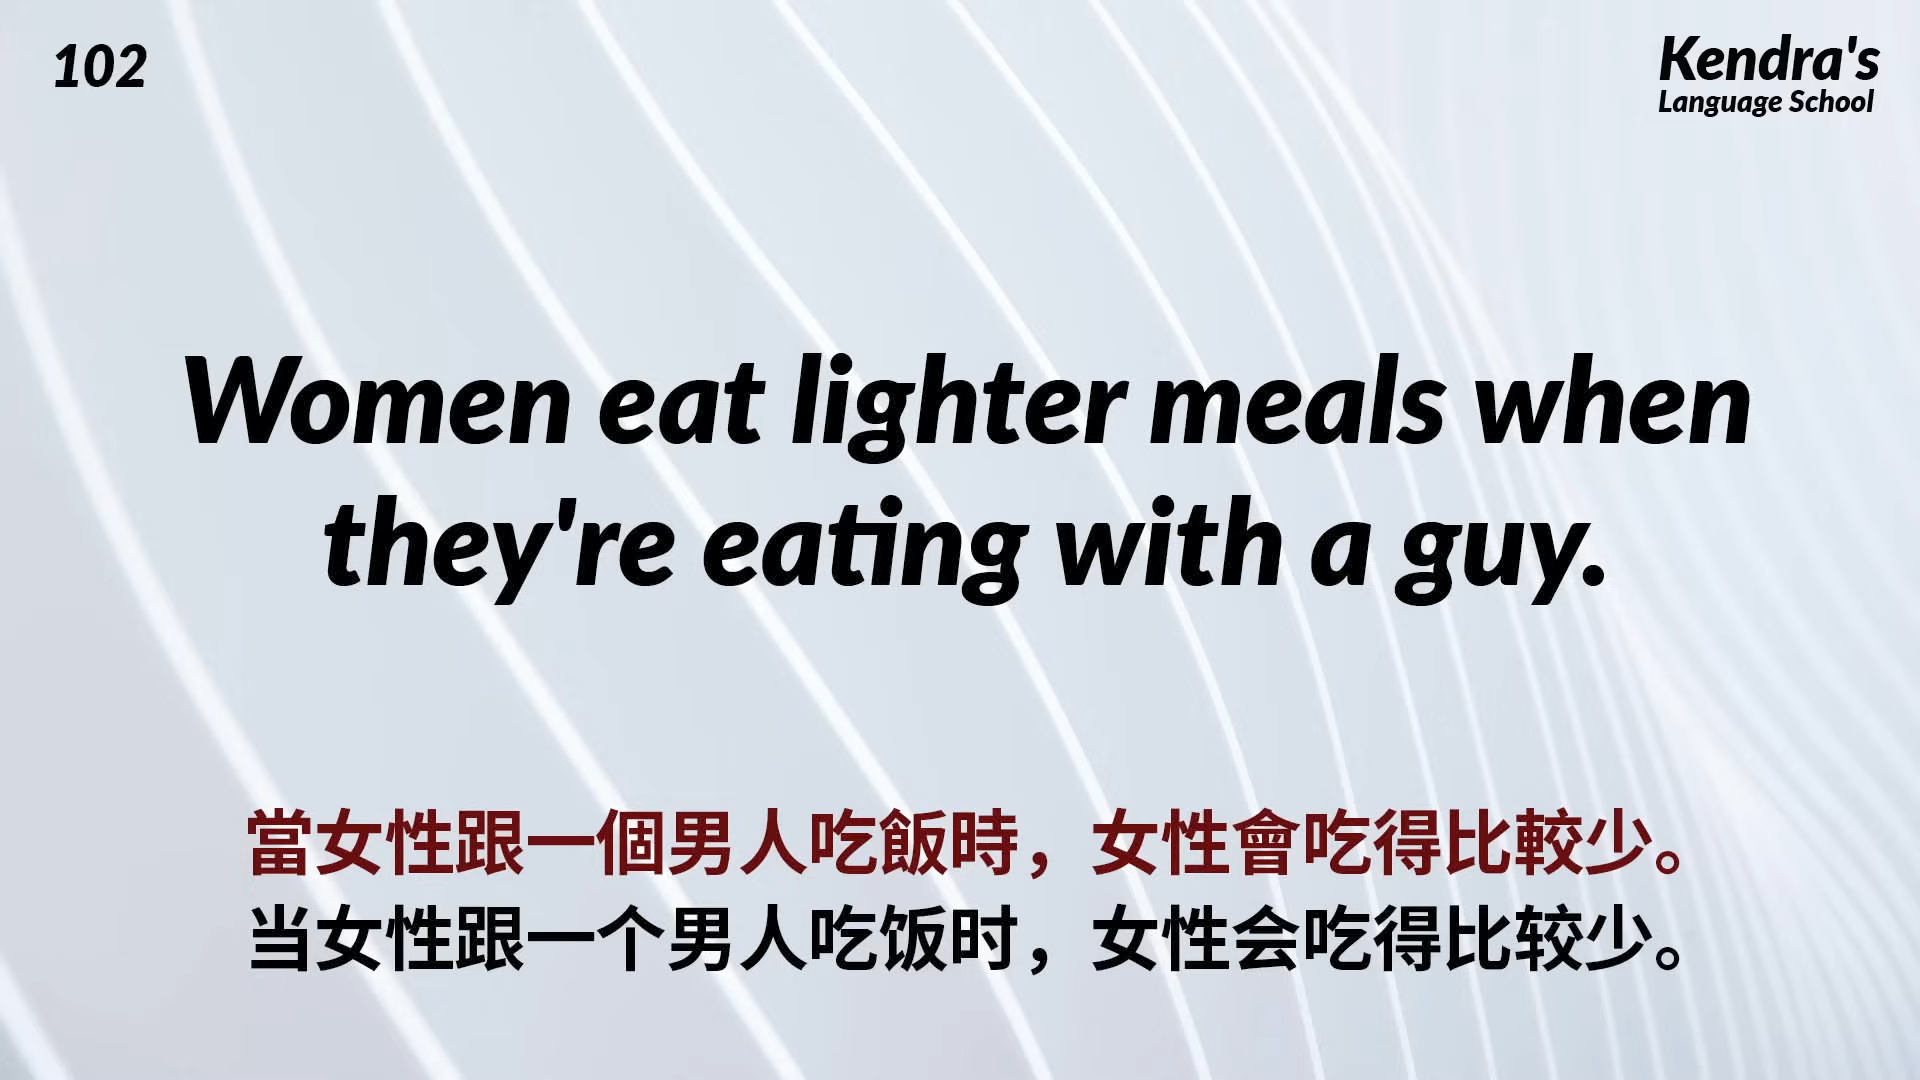 102
Kendra's
Language School
Women eat lighter meals when
they're eating with a guy.
當女性跟一個男人吃飯時，女性會吃得比較少。
当女性跟一个男人吃饭时，女性会吃得比较少。